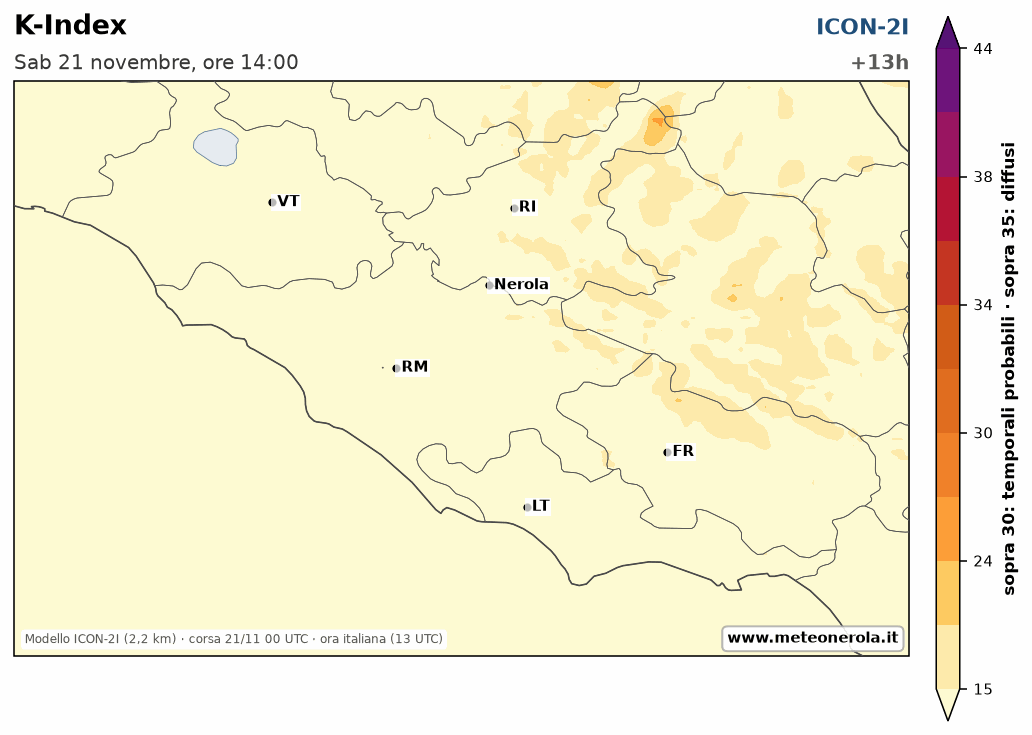 K-Index
ICON-2I
Sab 21 novembre, ore 14:00
+13h
VT
RI
Nerola
RM
FR
LT
Modello ICON-2I (2,2 km) · corsa 21/11 00 UTC · ora italiana (13 UTC)
www.meteonerola.it
44
38
34
30
24
15
sopra 30: temporali probabili · sopra 35: diffusi